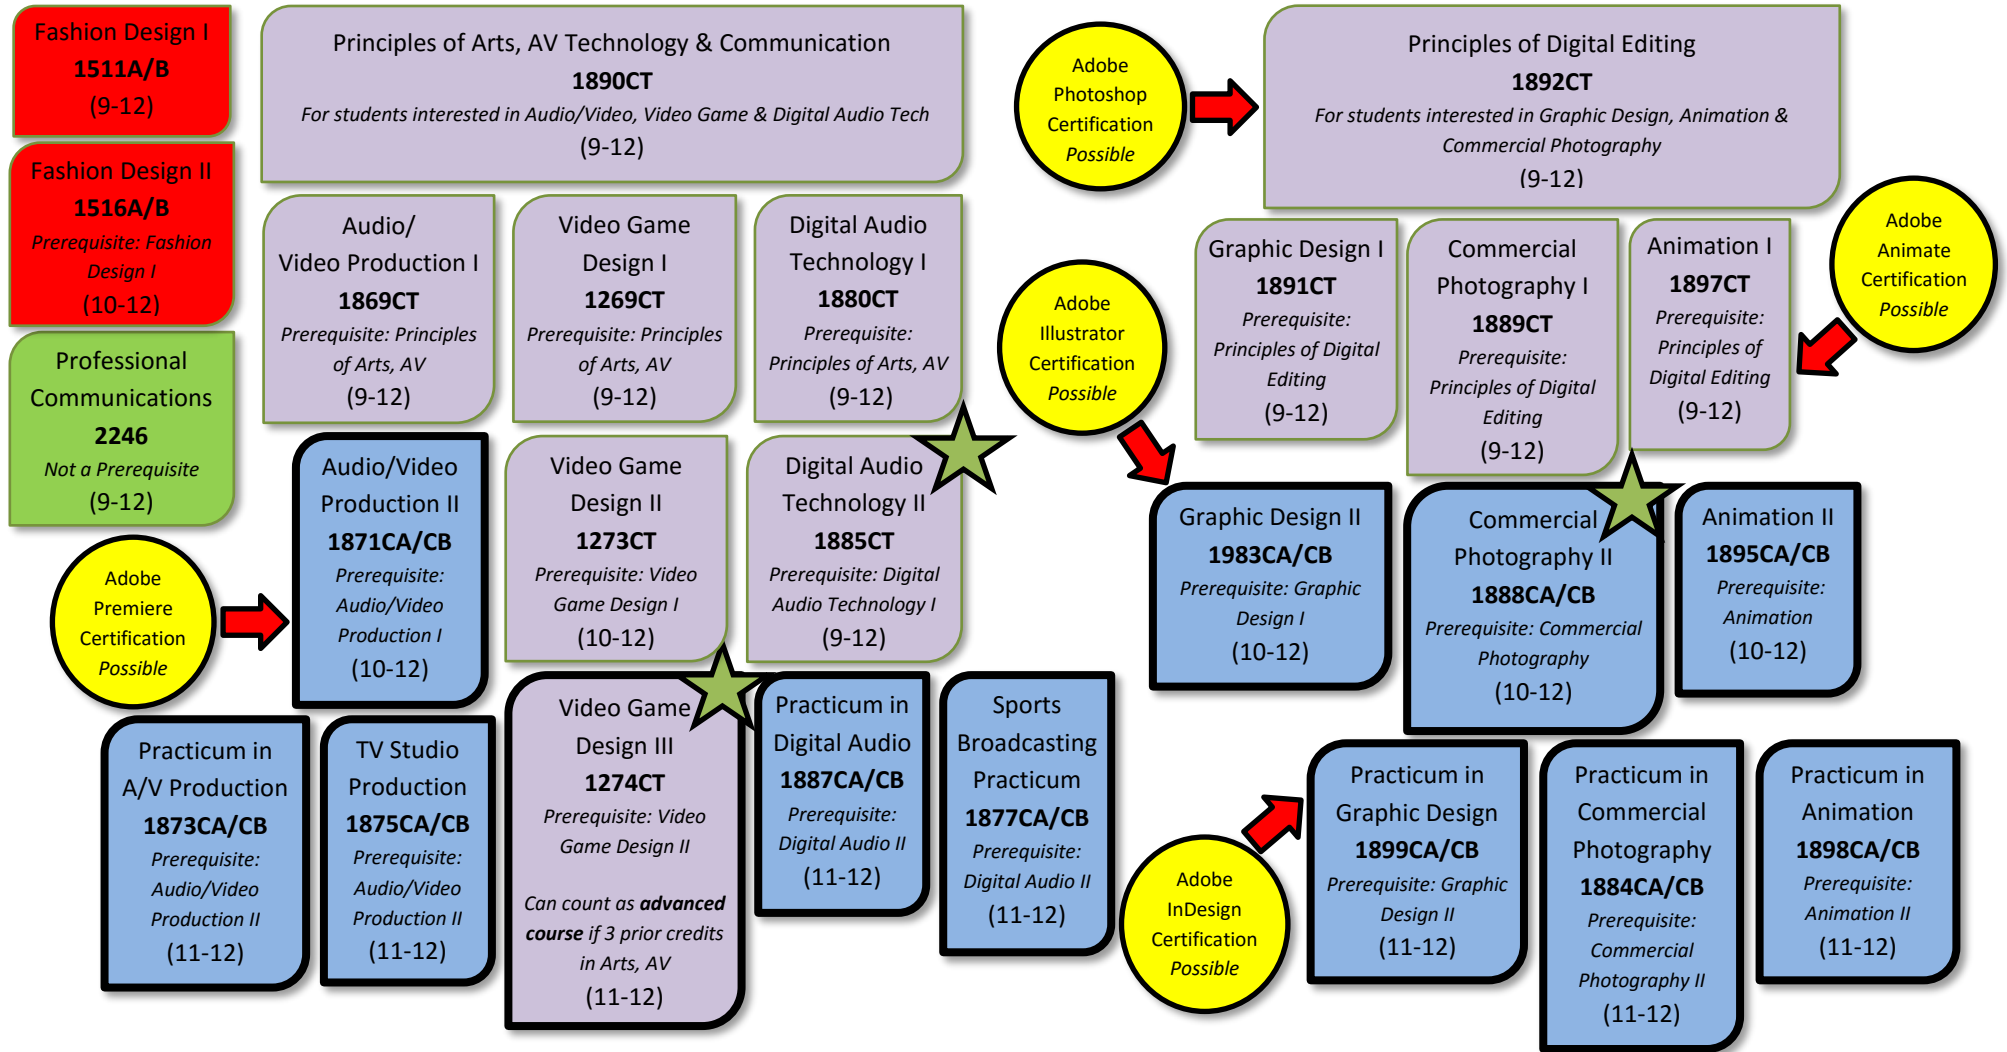 Fashion Design I
1511A/B
(9-12)
Fashion Design II
1516A/B
Prerequisite: Fashion
Design I
(10-12)
Professional
Communications
2246
Not a Prerequisite
(9-12)
Principles of Arts, AV Technology & Communication
1890CT
For students interested in Audio/Video, Video Game & Digital Audio Tech
(9-12)
Audio/
Video Production I
1869CT
Prerequisite: Principles
of Arts, AV
(9-12)
Video Game
Design I
1269CT
Prerequisite: Principles
of Arts, AV
(9-12)
Digital Audio
Technology I
1880CT
Prerequisite:
Principles of Arts, AV
(9-12)
Adobe
Premiere
Certification
Possible
Audio/Video
Production II
1871CA/CB
Prerequisite:
Audio/Video
Production I
(10-12)
Video Game
Design II
1273CT
Prerequisite: Video
Game Design I
(10-12)
Digital Audio
Technology II
1885CT
Prerequisite: Digital
Audio Technology I
(9-12)
Practicum in
A/V Production
1873CA/CB
Prerequisite:
Audio/Video
Production II
(11-12)
TV Studio
Production
1875CA/CB
Prerequisite:
Audio/Video
Production II
(11-12)
Video Game
Design III
1274CT
Prerequisite: Video
Game Design II
Can count as advanced
course if 3 prior credits
in Arts, AV
(11-12)
Practicum in
Digital Audio
1887CA/CB
Prerequisite:
Digital Audio II
(11-12)
Sports
Broadcasting
Practicum
1877CA/CB
Prerequisite:
Digital Audio II
(11-12)
Adobe
Photoshop
Certification
Possible
Principles of Digital Editing
1892CT
For students interested in Graphic Design, Animation &
Commercial Photography
(9-12)
Adobe
Illustrator
Certification
Possible
Graphic Design I
1891CT
Prerequisite:
Principles of Digital
Editing
(9-12)
Commercial
Photography I
1889CT
Prerequisite:
Principles of Digital
Editing
(9-12)
Animation I
1897CT
Prerequisite:
Principles of
Digital Editing
(9-12)
Adobe
Animate
Certification
Possible
Graphic Design II
1983CA/CB
Prerequisite: Graphic
Design I
(10-12)
Commercial
Photography II
1888CA/CB
Prerequisite: Commercial
Photography
(10-12)
Animation II
1895CA/CB
Prerequisite:
Animation
(10-12)
Adobe
InDesign
Certification
Possible
Practicum in
Graphic Design
1899CA/CB
Prerequisite: Graphic
Design II
(11-12)
Practicum in
Commercial
Photography
1884CA/CB
Prerequisite:
Commercial
Photography II
(11-12)
Practicum in
Animation
1898CA/CB
Prerequisite:
Animation II
(11-12)